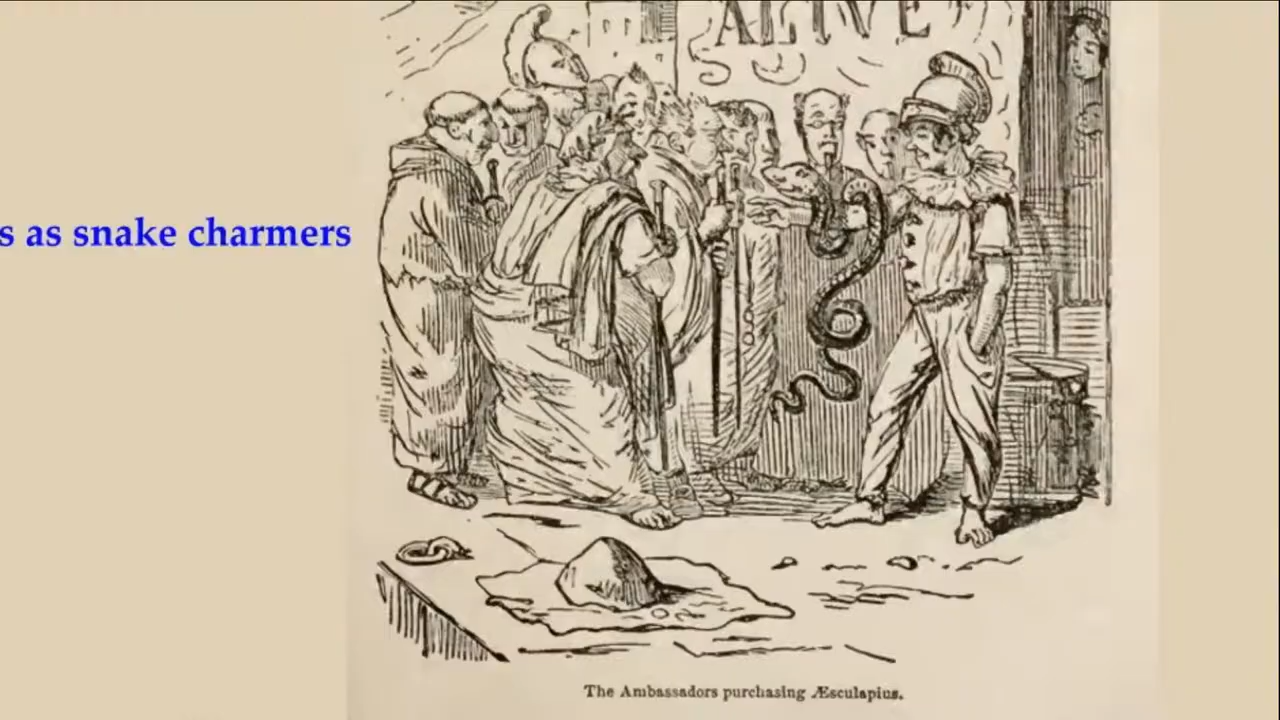 ALIVE
s as snake charmers
The Ambassadors purchasing Æsculapius.